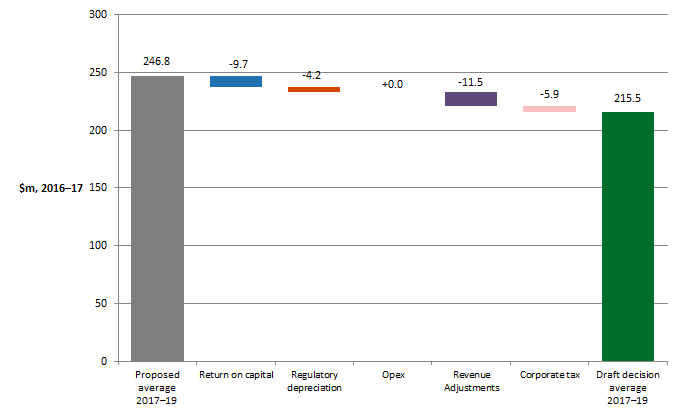 300
246.8
-9.7
-4.2
+0.0
-11.5
-5.9
215.5
250
200
$m, 2016–17
150
100
50
0
Proposed average 2017–19
Return on capital
Regulatory depreciation
Opex
Revenue Adjustments
Corporate tax
Draft decision average 2017–19